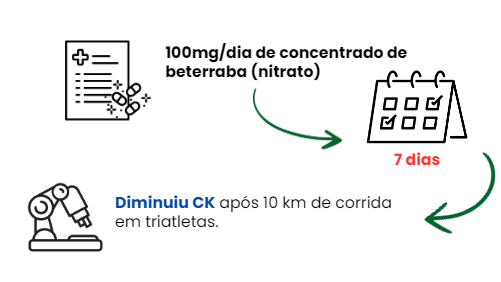 100mg/dia de concentrado de
beterraba (nitrato)
7 dias
Diminuiu CK após 10 km de corrida
em triatletas.